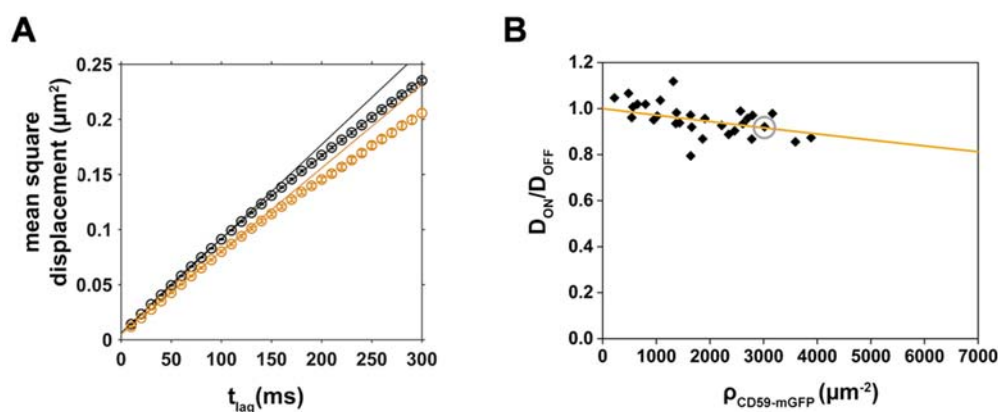 A
mean square
displacement (μm²)
0.25
0.2
0.15
0.1
0.05
0
0 50 100 150 200 250 300
t_lag(ms)
B
D_ON/D_OFF
1.2
1.0
0.8
0.6
0.4
0.2
0.0
0 1000 2000 3000 4000 5000 6000 7000
ρ_CD59-mGFP (μm⁻²)